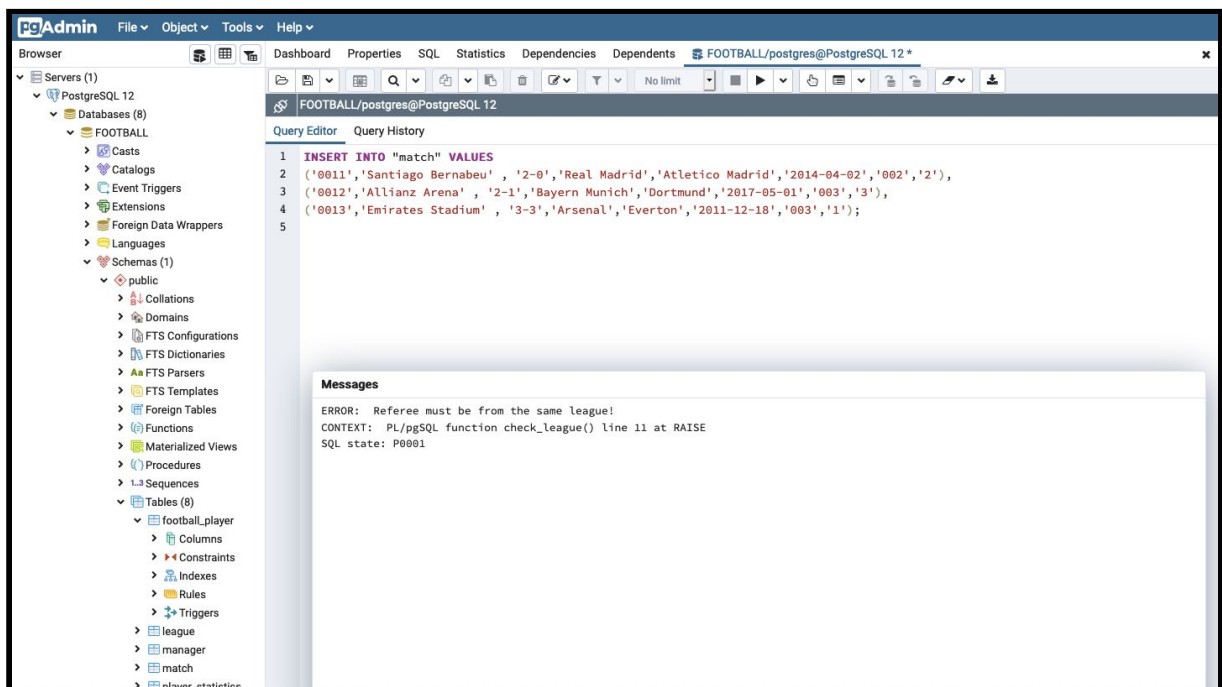 pgAdmin File Object Tools Help
Browser
Dashboard Properties SQL Statistics Dependencies Dependents FOOTBALL/postgres@PostgreSQL 12 *
Servers (1)
PostgreSQL 12
Databases (8)
FOOTBALL
Casts
Catalogs
Event Triggers
Extensions
Foreign Data Wrappers
Languages
Schemas (1)
public
Collations
Domains
FTS Configurations
FTS Dictionaries
Aa FTS Parsers
FTS Templates
Foreign Tables
Functions
Materialized Views
Procedures
1..3 Sequences
Tables (8)
football_player
Columns
Constraints
Indexes
Rules
Triggers
league
manager
match
player_statistics
No limit
FOOTBALL/postgres@PostgreSQL 12
Query Editor Query History
1 INSERT INTO "match" VALUES
2 ('0011','Santiago Bernabeu' , '2-0','Real Madrid','Atletico Madrid','2014-04-02','002','2'),
3 ('0012','Allianz Arena' , '2-1','Bayern Munich','Dortmund','2017-05-01','003','3'),
4 ('0013','Emirates Stadium' , '3-3','Arsenal','Everton','2011-12-18','003','1');
5
Messages
ERROR: Referee must be from the same league!
CONTEXT: PL/pgSQL function check_league() line 11 at RAISE
SQL state: P0001